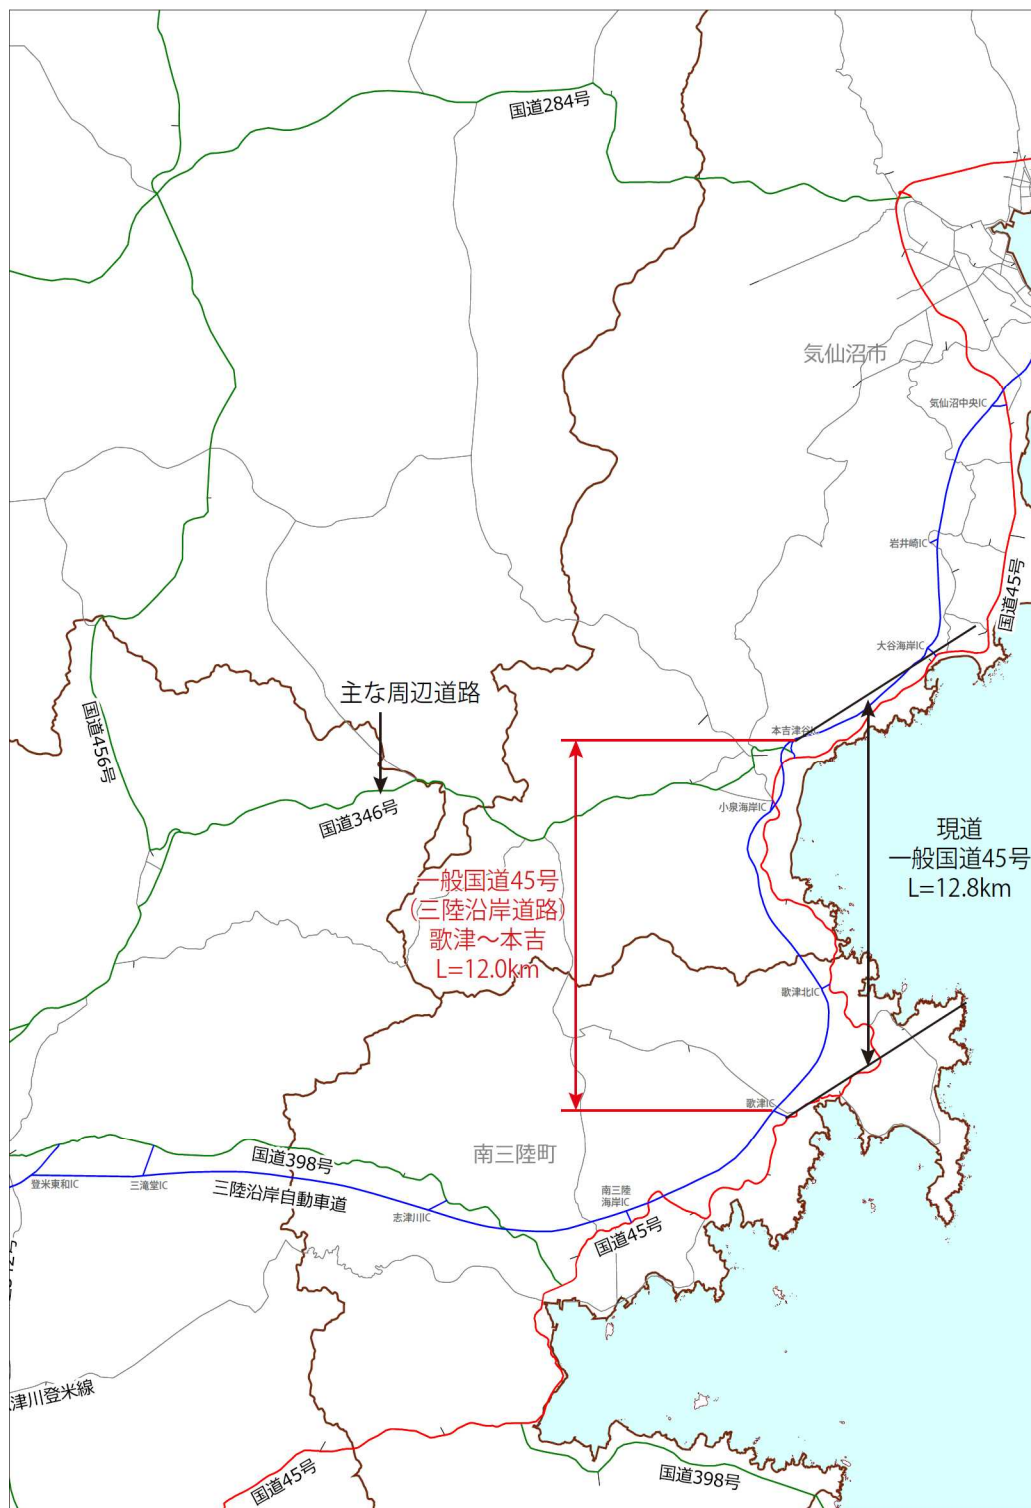 国道284号
気仙沼市
気仙沼中央IC
岩井崎IC
国道45号
大谷海岸IC
主な周辺道路
国道456号
本吉津谷IC
国道346号
小泉海岸IC
現道
一般国道45号
L=12.8km
一般国道45号
(三陸沿岸道路)
歌津～本吉
L=12.0km
歌津北IC
歌津IC
南三陸町
国道398号
登米東和IC
三滝堂IC
三陸沿岸自動車道
志津川IC
南三陸
海岸IC
国道45号
津川登米線
国道45号
国道398号